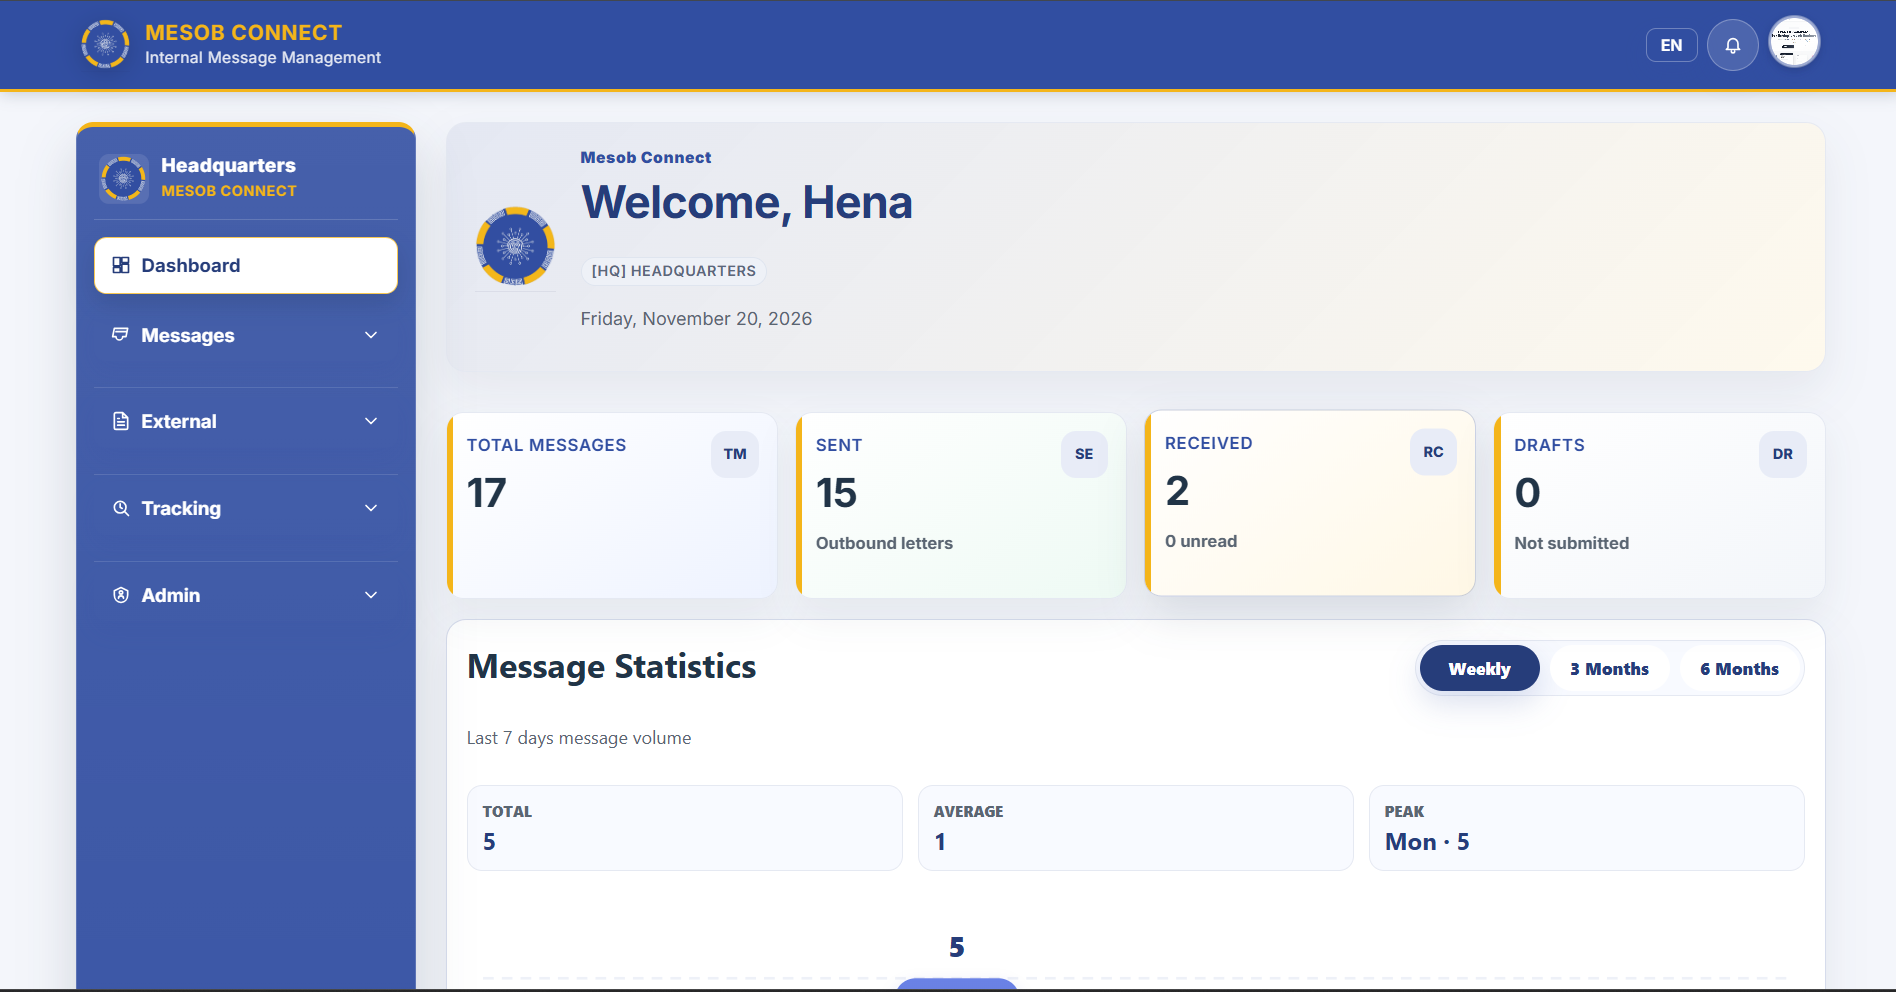 MESOB CONNECT
Internal Message Management
EN
Headquarters
MESOB CONNECT
Dashboard
Messages
External
Tracking
Admin
Mesob Connect
Welcome, Hena
[HQ] HEADQUARTERS
Friday, November 20, 2026
TOTAL MESSAGES
TM
17
SENT
SE
15
Outbound letters
RECEIVED
RC
2
0 unread
DRAFTS
DR
0
Not submitted
Message Statistics
Weekly
3 Months
6 Months
Last 7 days message volume
TOTAL
5
AVERAGE
1
PEAK
Mon · 5
5